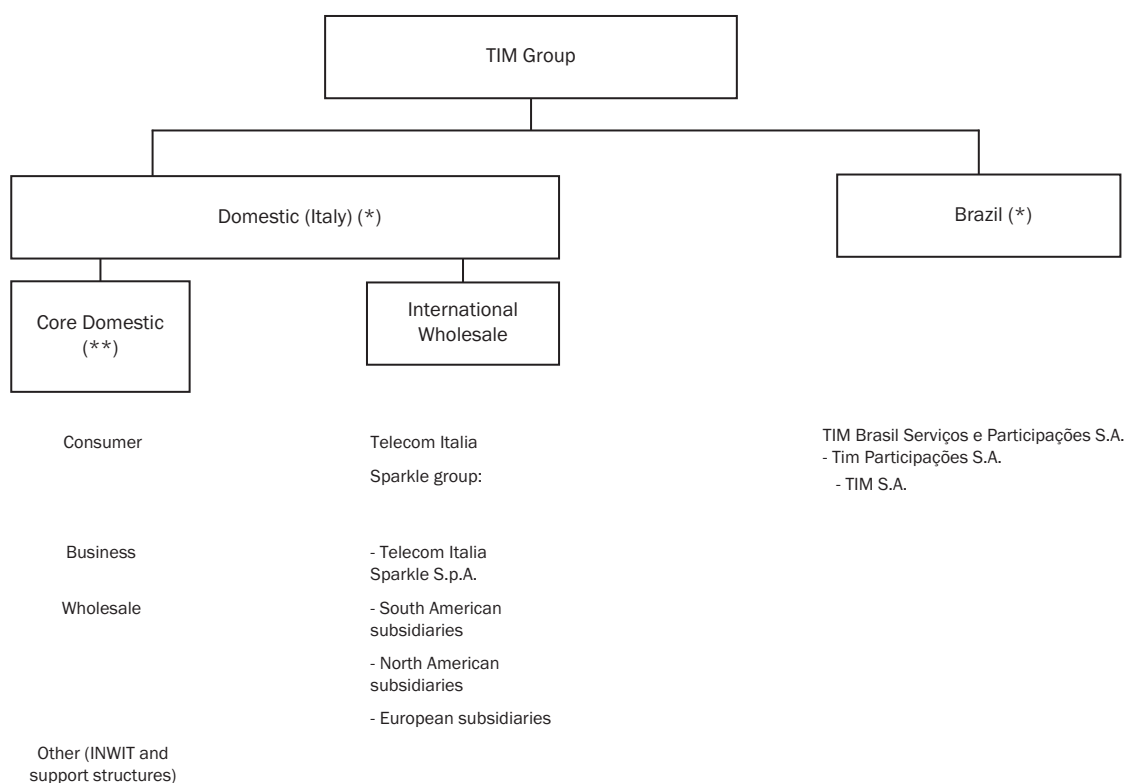 TIM Group
Domestic (Italy) (*)
Brazil (*)
Core Domestic
(**)
International
Wholesale
Consumer
Business
Wholesale
Other (INWIT and
support structures)
Telecom Italia
Sparkle group:
- Telecom Italia
Sparkle S.p.A.
- South American
subsidiaries
- North American
subsidiaries
- European subsidiaries
TIM Brasil Serviços e Participações S.A.
- Tim Participações S.A.
- TIM S.A.